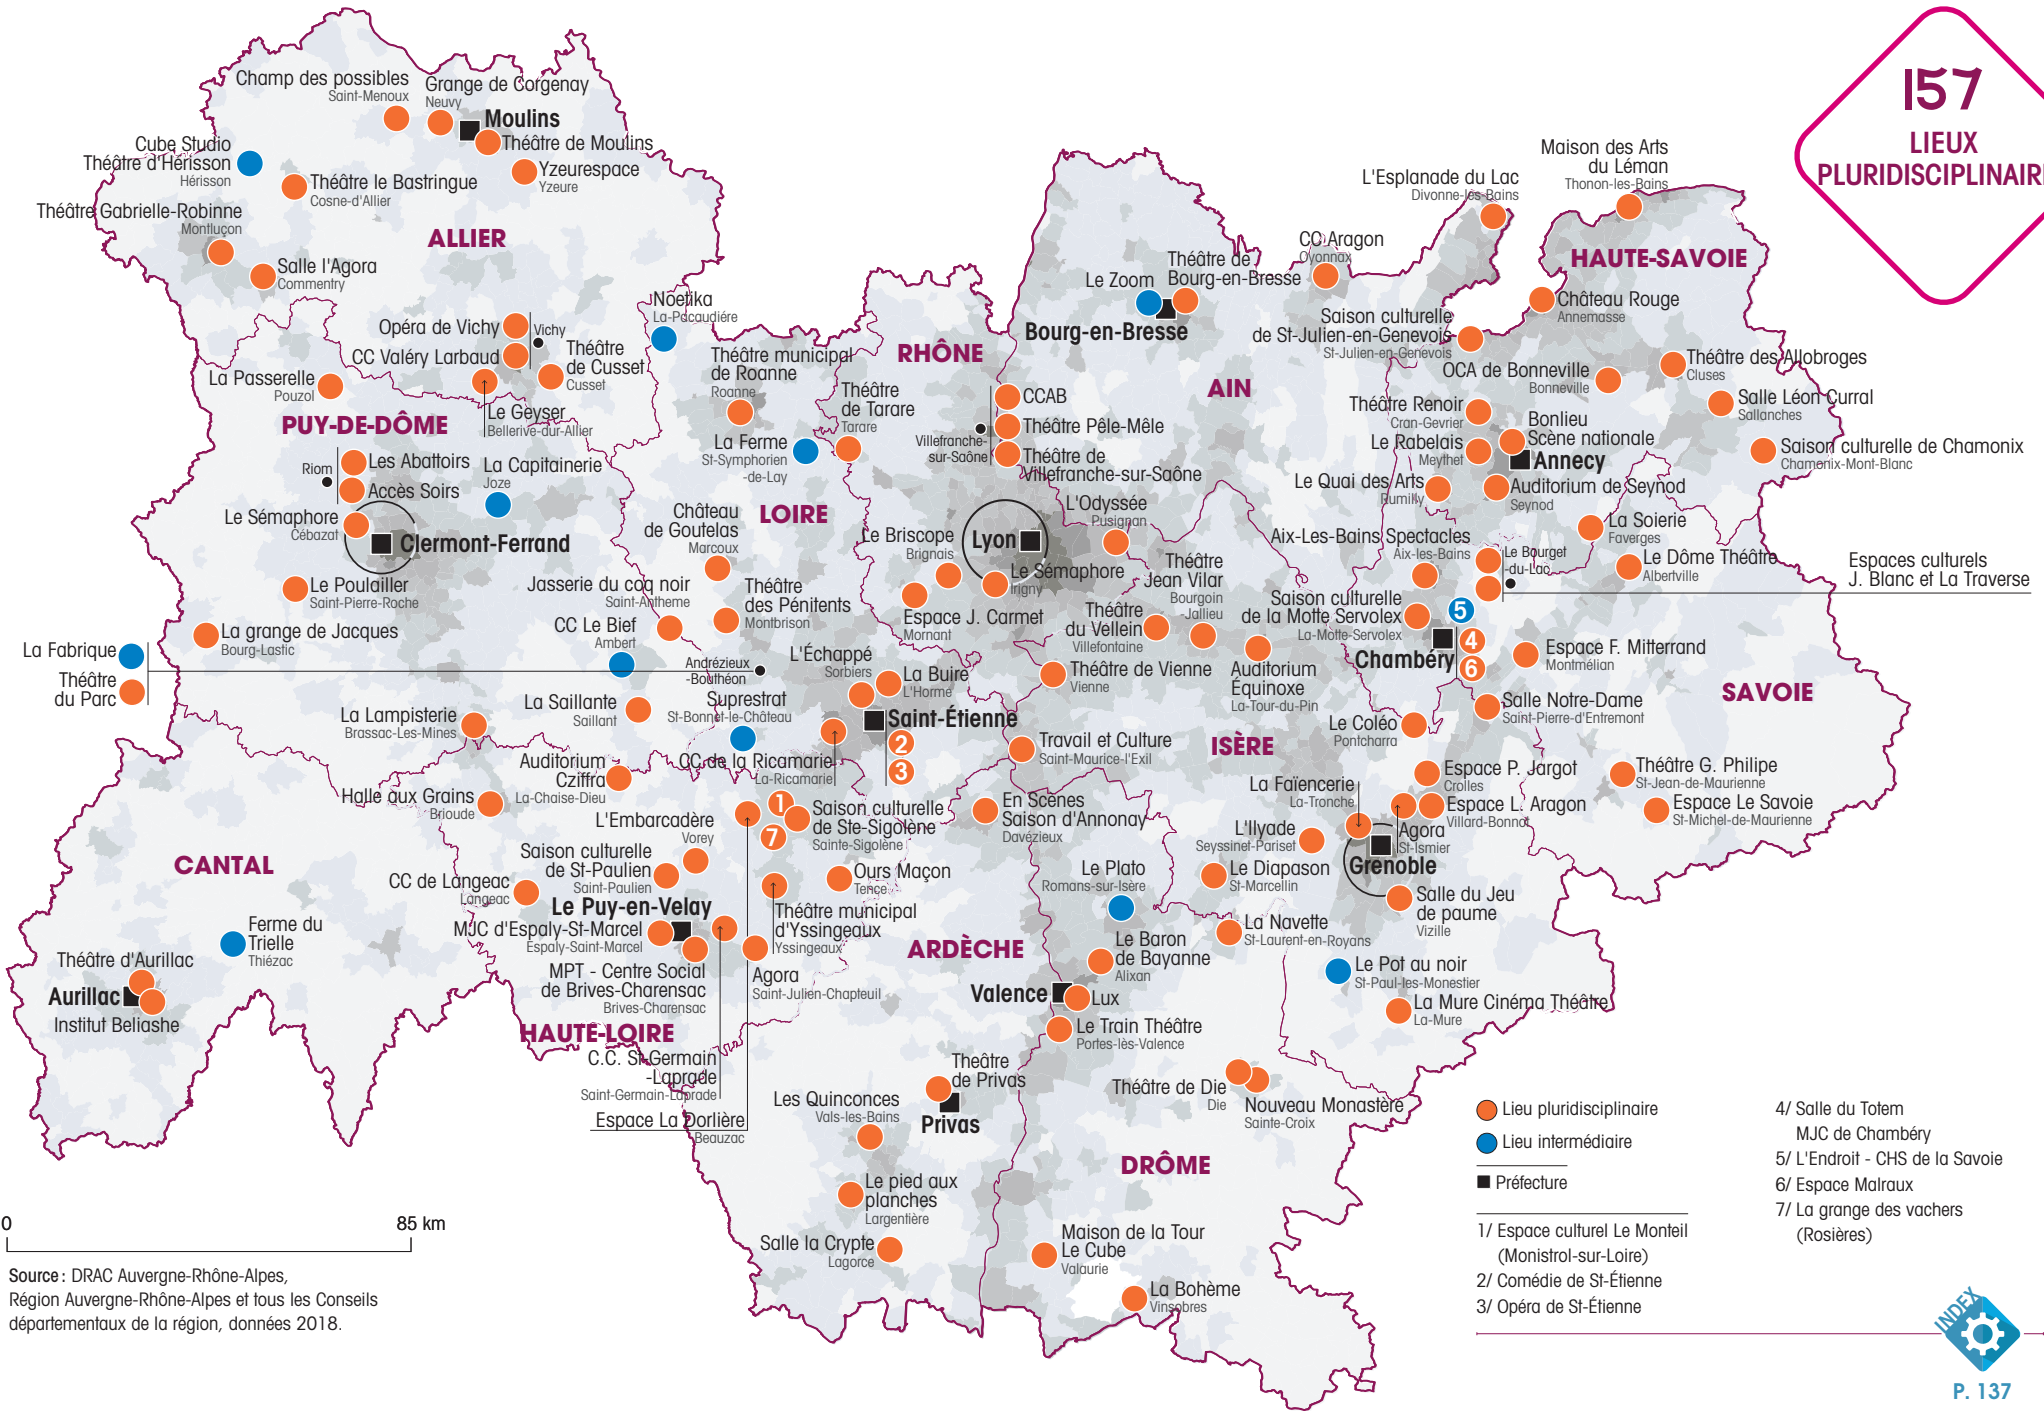 157
LIEUX
PLURIDISCIPLINAIR
Champ des possibles
Saint-Menoux
Grange de Corgenay
Neuvy
Moulins
Théâtre de Moulins
Cube Studio
Théâtre d'Hérisson
Hérisson
Yzeurespace
Yzeure
Théâtre le Bastringue
Cosne-d'Allier
Théâtre Gabrielle-Robinne
Montluçon
ALLIER
Salle l'Agora
Commentry
Opéra de Vichy
Vichy
CC Valéry Larbaud
Théâtre
de Cusset
Cusset
Le Geyser
Bellerive-dur-Allier
La Passerelle
Pouzol
PUY-DE-DÔME
Riom
Les Abattoirs
Accès Soirs
La Capitainerie
Joze
Le Sémaphore
Cébazat
Clermont-Ferrand
Le Poulailler
Saint-Pierre-Roche
La grange de Jacques
Bourg-Lastic
Jasserie du coq noir
Saint-Antheme
CC Le Bief
Ambert
La Fabrique
Théâtre
du Parc
Andrézieux
-Bouthéon
La Saillante
Saillant
La Lampisterie
Brassac-Les-Mines
Nöetika
La-Pacaudiére
Théâtre municipal
de Roanne
Roanne
La Ferme
St-Symphorien
-de-Lay
LOIRE
Château
de Goutelas
Marcoux
Théâtre
des Pénitents
Montbrison
L'Échappé
Sorbiers
La Buire
L'Horme
Suprestrat
St-Bonnet-le-Château
Saint-Étienne
2
3
CC de la Ricamarie
La-Ricamarie
RHÔNE
Théâtre
de Tarare
Tarare
CCAB
Théâtre Pêle-Mêle
Villefranche-
sur-Saône
Théâtre de
Villefranche-sur-Saône
Le Briscope
Brignais
Lyon
L'Odyssée
Pusignan
Le Sémaphore
Irigny
Espace J. Carmet
Mornant
Le Zoom
Théâtre de
Bourg-en-Bresse
Bourg-en-Bresse
AIN
CC Aragon
Oyonnax
L'Esplanade du Lac
Divonne-lès-Bains
Maison des Arts
du Léman
Thonon-les-Bains
HAUTE-SAVOIE
Château Rouge
Annemasse
Saison culturelle
de St-Julien-en-Genevois
St-Julien-en-Genevois
Théâtre des Allobroges
Cluses
OCA de Bonneville
Bonneville
Salle Léon Curral
Sallanches
Théâtre Renoir
Cran-Gevrier
Bonlieu
Scène nationale
Le Rabelais
Meythet
Annecy
Saison culturelle de Chamonix
Chamonix-Mont-Blanc
Le Quai des Arts
Rumilly
Auditorium de Seynod
Seynod
La Soierie
Faverges
Aix-Les-Bains Spectacles
Aix-les-Bains
Le Bourget
-du-Lac
Le Dôme Théâtre
Albertville
Espaces culturels
J. Blanc et La Traverse
Saison culturelle
de la Motte Servolex
La-Motte-Servolex
5
4
6
Chambéry
Espace F. Mitterrand
Montmélian
SAVOIE
Salle Notre-Dame
Saint-Pierre-d'Entremont
Théâtre G. Philipe
St-Jean-de-Maurienne
Espace Le Savoie
St-Michel-de-Maurienne
Théâtre
Jean Vilar
Bourgoin
-Jallieu
Théâtre
du Vellein
Villefontaine
Théâtre de Vienne
Vienne
Auditorium
Équinoxe
La-Tour-du-Pin
Travail et Culture
Saint-Maurice-l'Exil
ISÈRE
Le Coléo
Pontcharra
Espace P. Jargot
Crolles
La Faïencerie
La-Tronche
Espace L. Aragon
Villard-Bonnot
Agora
St-Ismier
L'Ilyade
Seyssinet-Pariset
Grenoble
Le Diapason
St-Marcellin
Salle du Jeu
de paume
Vizille
La Navette
St-Laurent-en-Royans
Le Pot au noir
St-Paul-les-Monestier
La Mure Cinéma Théâtre
La-Mure
Auditorium
Cziffra
La-Chaise-Dieu
Halle aux Grains
Brioude
L'Embarcadère
Vorey
1
7
Saison culturelle
de Ste-Sigolène
Sainte-Sigolène
Saison culturelle
de St-Paulien
Saint-Paulien
CC de Langeac
Langeac
Ours Maçon
Tence
Le Puy-en-Velay
MJC d'Espaly-St-Marcel
Espaly-Saint-Marcel
Théâtre municipal
d'Yssingeaux
Yssingeaux
MPT - Centre Social
de Brives-Charensac
Brives-Charensac
Agora
Saint-Julien-Chapteuil
HAUTE-LOIRE
C.C. St-Germain
-Laprade
Saint-Germain-Laprade
Espace La Dorlière
Beauzac
CANTAL
Ferme du
Trielle
Thiézac
Théâtre d'Aurillac
Aurillac
Institut Beliashe
En Scènes
Saison d'Annonay
Davézieux
ARDÈCHE
Le Plato
Romans-sur-Isère
Le Baron
de Bayanne
Alixan
Valence
Lux
Le Train Théâtre
Portes-lès-Valence
Theâtre
de Privas
Privas
Les Quinconces
Vals-les-Bains
Le pied aux
planches
Largentière
Salle la Crypte
Lagorce
Théâtre de Die
Die
Nouveau Monastère
Sainte-Croix
DRÔME
Maison de la Tour
Le Cube
Valaurie
La Bohème
Vinsobres
0
85 km
Source : DRAC Auvergne-Rhône-Alpes,
Région Auvergne-Rhône-Alpes et tous les Conseils
départementaux de la région, données 2018.
Lieu pluridisciplinaire
Lieu intermédiaire
Préfecture
1/ Espace culturel Le Monteil
(Monistrol-sur-Loire)
2/ Comédie de St-Étienne
3/ Opéra de St-Étienne
4/ Salle du Totem
MJC de Chambéry
5/ L'Endroit - CHS de la Savoie
6/ Espace Malraux
7/ La grange des vachers
(Rosières)
INDEX
P. 137